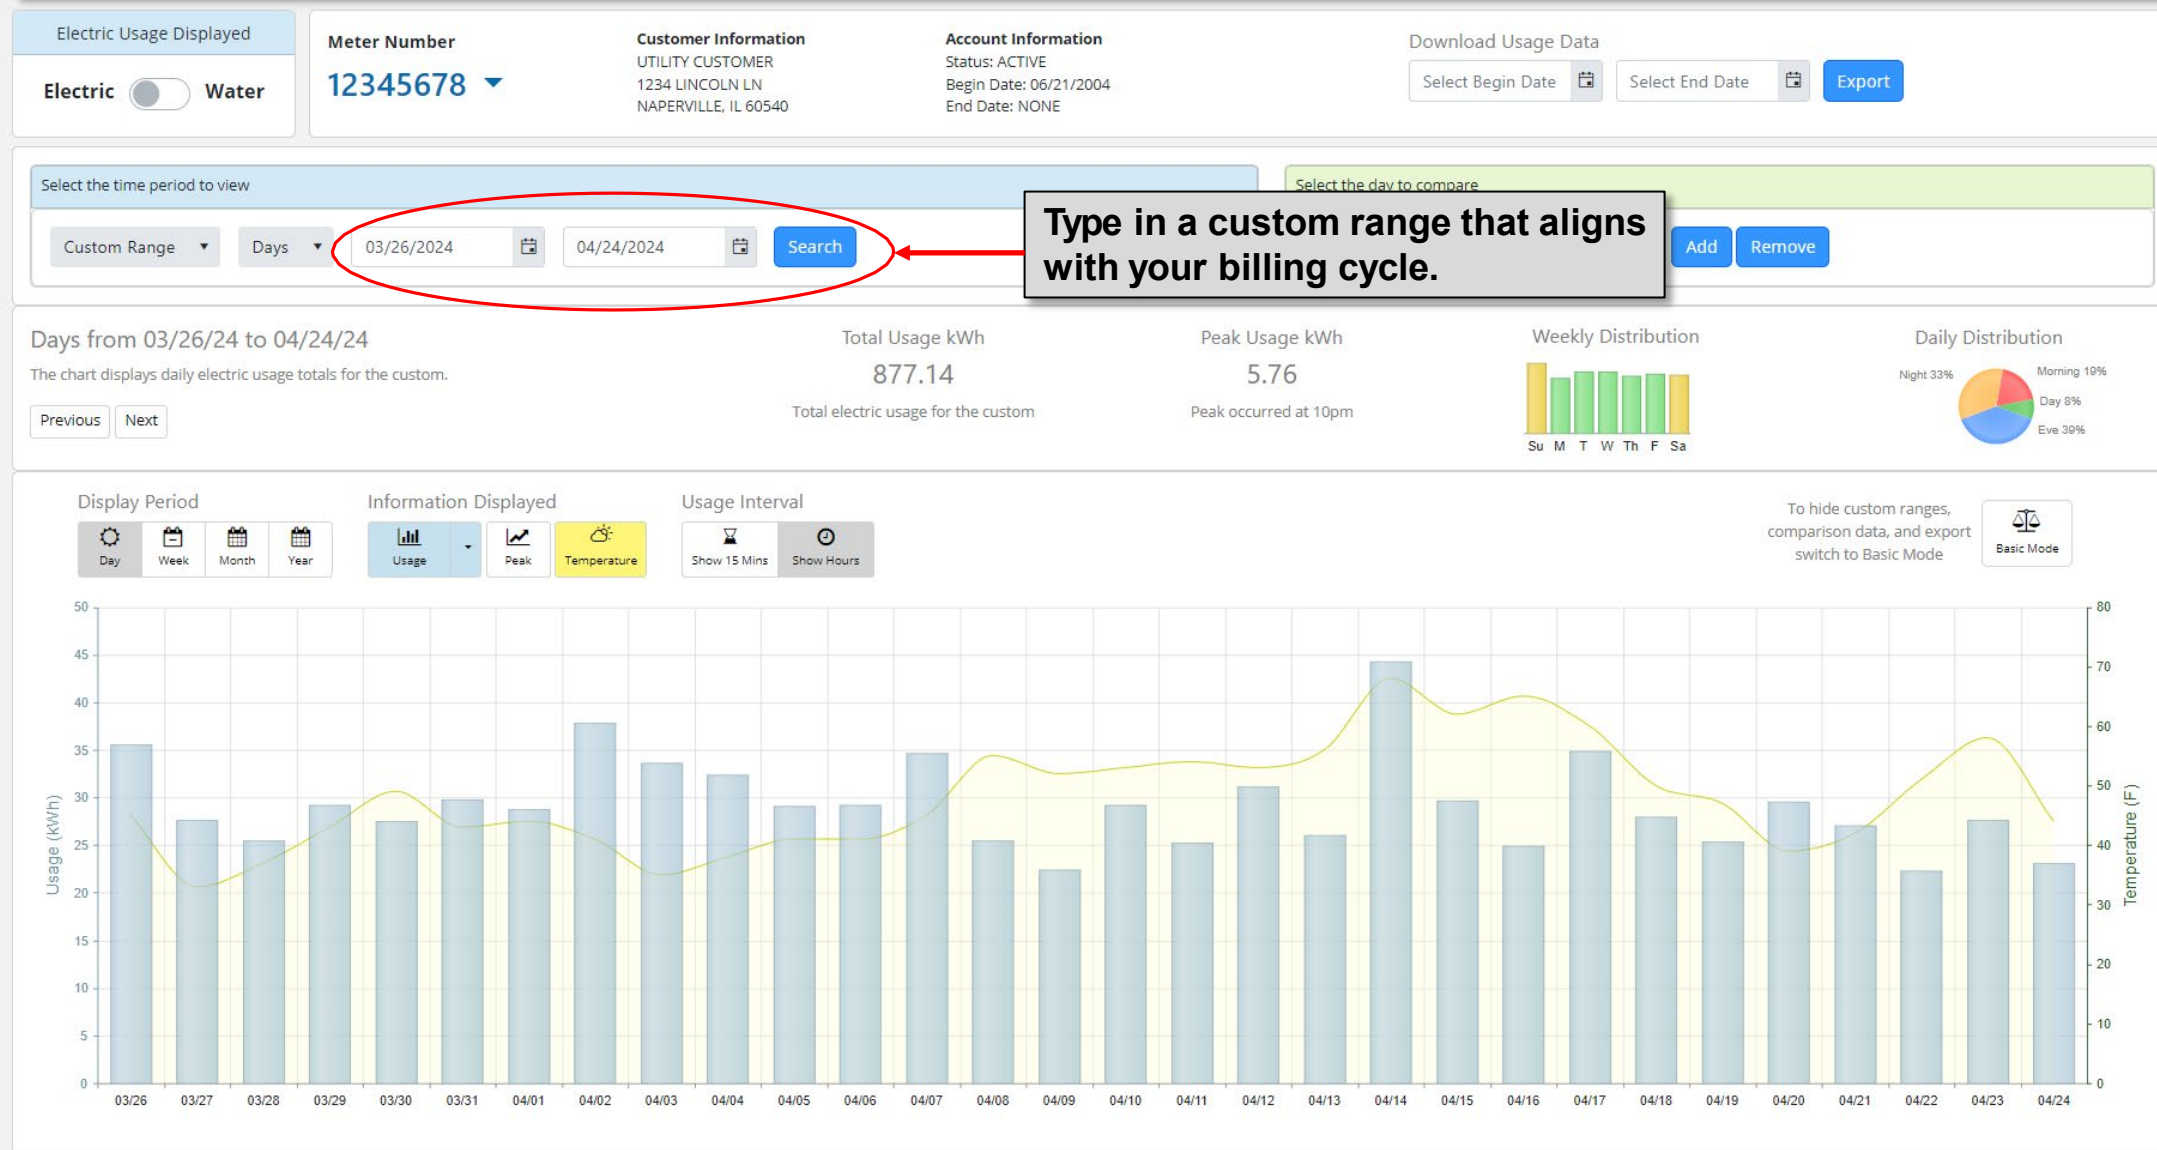 Electric Usage Displayed
Electric Water
Meter Number
12345678
Customer Information
UTILITY CUSTOMER
1234 LINCOLN LN
NAPERVILLE, IL 60540
Account Information
Status: ACTIVE
Begin Date: 06/21/2004
End Date: NONE
Download Usage Data
Select Begin Date
Select End Date
Export
Select the time period to view
Select the day to compare
Custom Range
Days
03/26/2024
04/24/2024
Search
Type in a custom range that aligns
with your billing cycle.
Add
Remove
Days from 03/26/24 to 04/24/24
The chart displays daily electric usage totals for the custom.
Previous
Next
Total Usage kWh
877.14
Total electric usage for the custom
Peak Usage kWh
5.76
Peak occurred at 10pm
Weekly Distribution
Su M T W Th F Sa
Daily Distribution
Night 33%
Morning 19%
Day 8%
Eve 39%
Display Period
Day
Week
Month
Year
Information Displayed
Usage
Peak
Temperature
Usage Interval
Show 15 Mins
Show Hours
To hide custom ranges,
comparison data, and export
switch to Basic Mode
Basic Mode
Usage (kWh)
50
45
40
35
30
25
20
15
10
5
0
80
70
60
50
40
30
20
10
0
Temperature (F)
03/26 03/27 03/28 03/29 03/30 03/31 04/01 04/02 04/03 04/04 04/05 04/06 04/07 04/08 04/09 04/10 04/11 04/12 04/13 04/14 04/15 04/16 04/17 04/18 04/19 04/20 04/21 04/22 04/23 04/24